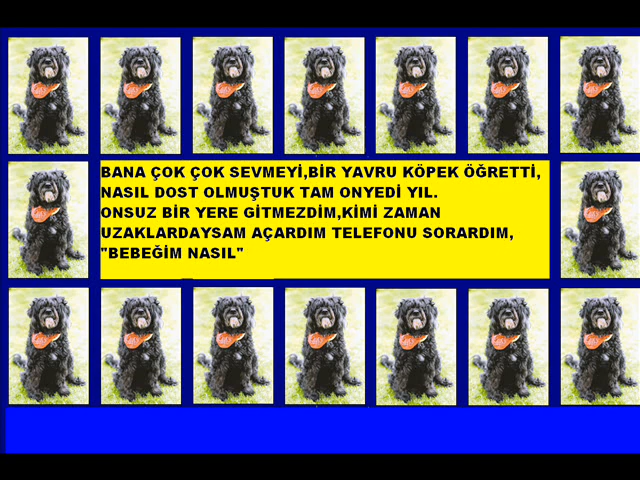 BANA ÇOK ÇOK SEVMEYİ,BİR YAVRU KÖPEK ÖĞRETTİ,
NASIL DOST OLMUŞTUK TAM ONYEDİ YIL.
ONSUZ BİR YERE GİTMEZDİM,KİMİ ZAMAN
UZAKLARDAYSAM AÇARDIM TELEFONU SORARDIM,
"BEBEĞİM NASIL"